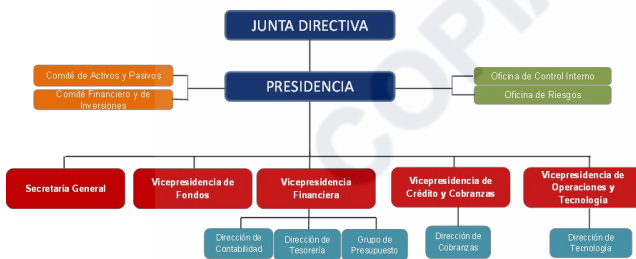 JUNTA DIRECTIVA
COPIA
Comité de Activos y Pasivos
Comité Financiero y de
Inversiones
PRESIDENCIA
Oficina de Control Interno
Oficina de Riesgos
Secretaría General
Vicepresidencia de
Fondos
Vicepresidencia
Financiera
Vicepresidencia de
Crédito y Cobranzas
Vicepresidencia de
Operaciones y
Tecnología
Dirección de
Contabilidad
Dirección de
Tesorería
Grupo de
Presupuesto
Dirección de
Cobranzas
Dirección de
Tecnología